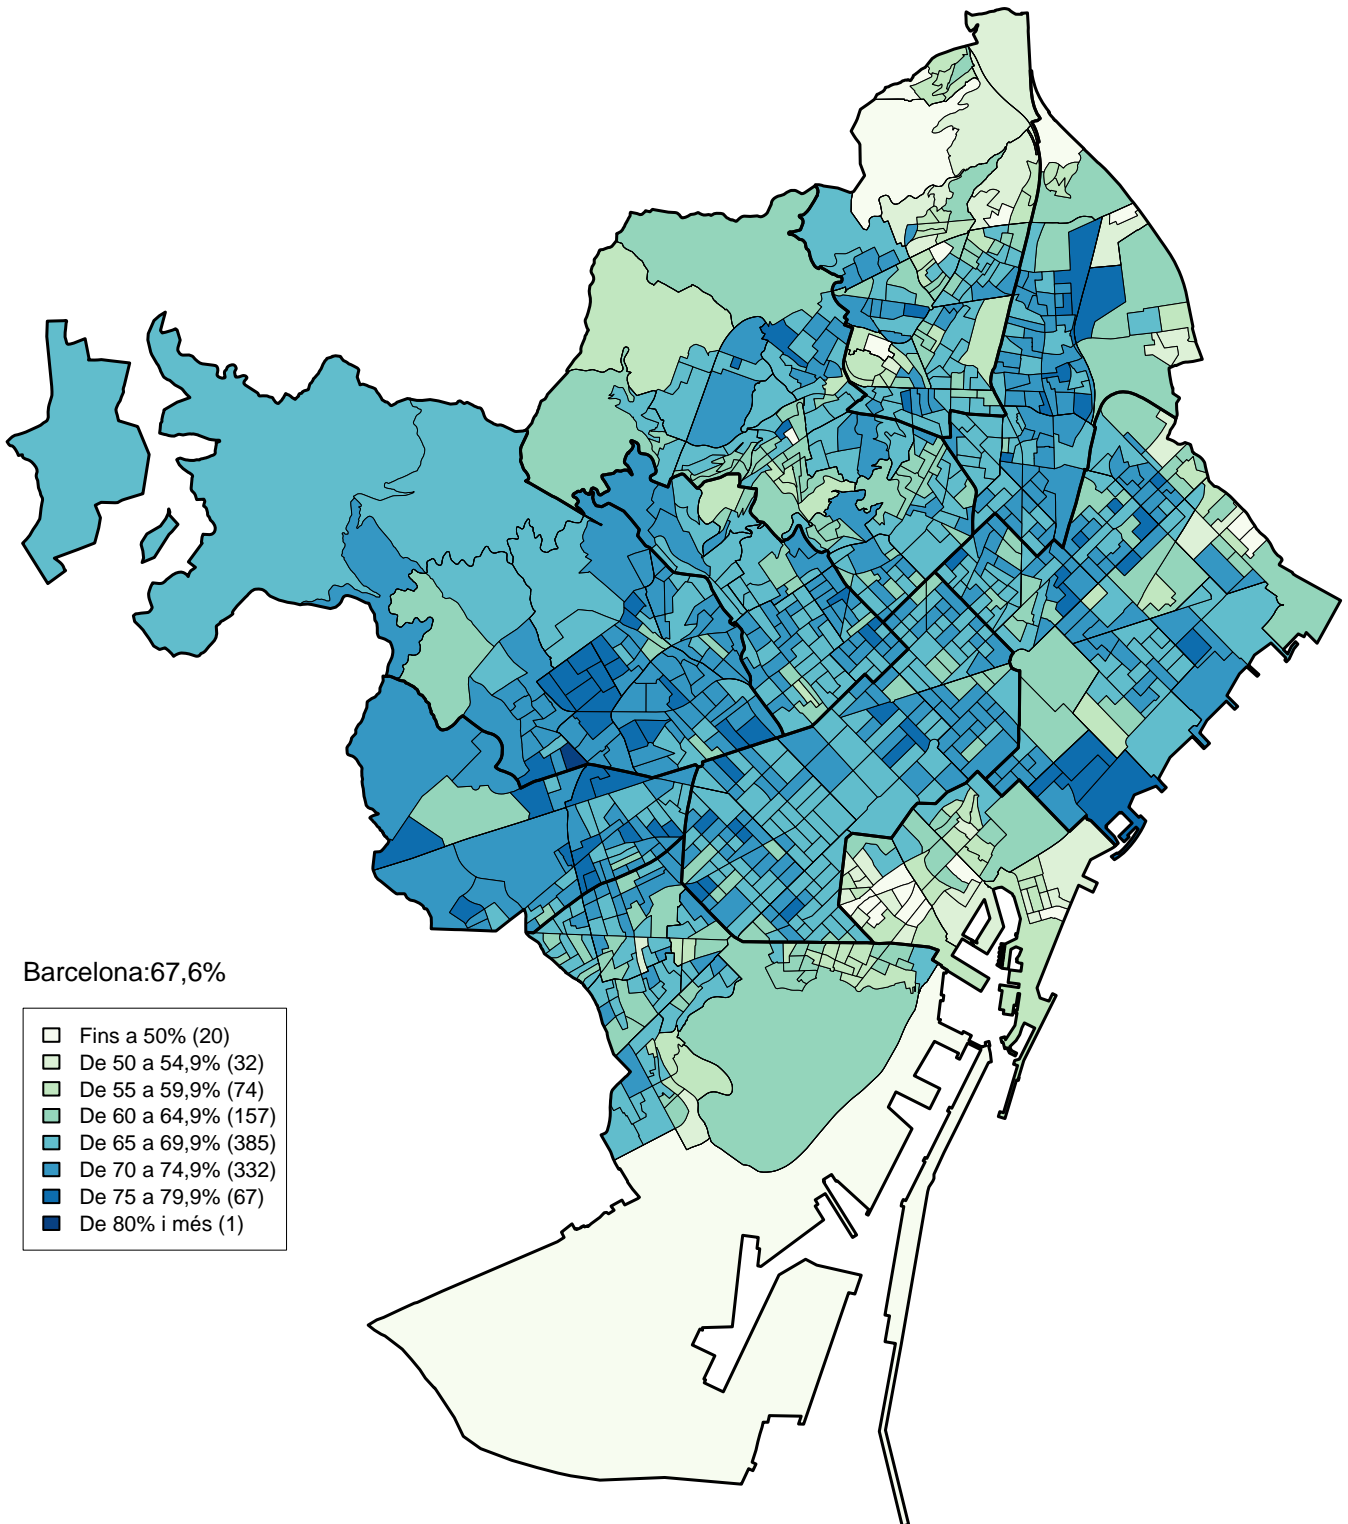 Barcelona:67,6%
Fins a 50% (20)
De 50 a 54,9% (32)
De 55 a 59,9% (74)
De 60 a 64,9% (157)
De 65 a 69,9% (385)
De 70 a 74,9% (332)
De 75 a 79,9% (67)
De 80% i més (1)